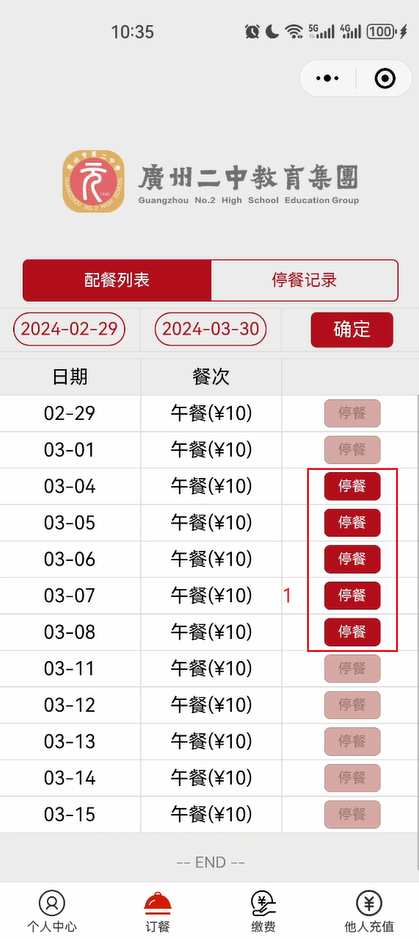 10:35
5G 4G 100
廣州二中教育集團
Guangzhou No.2 High School Education Group
配餐列表 停餐记录
2024-02-29 2024-03-30 确定
日期 餐次
02-29 午餐(¥10) 停餐
03-01 午餐(¥10) 停餐
03-04 午餐(¥10) 停餐
03-05 午餐(¥10) 停餐
03-06 午餐(¥10) 停餐
03-07 午餐(¥10) 1 停餐
03-08 午餐(¥10) 停餐
03-11 午餐(¥10) 停餐
03-12 午餐(¥10) 停餐
03-13 午餐(¥10) 停餐
03-14 午餐(¥10) 停餐
03-15 午餐(¥10) 停餐
-- END --
个人中心 订餐 缴费 他人充值